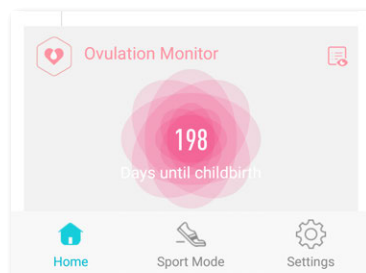 Ovulation Monitor
198
Days until childbirth
Home
Sport Mode
Settings